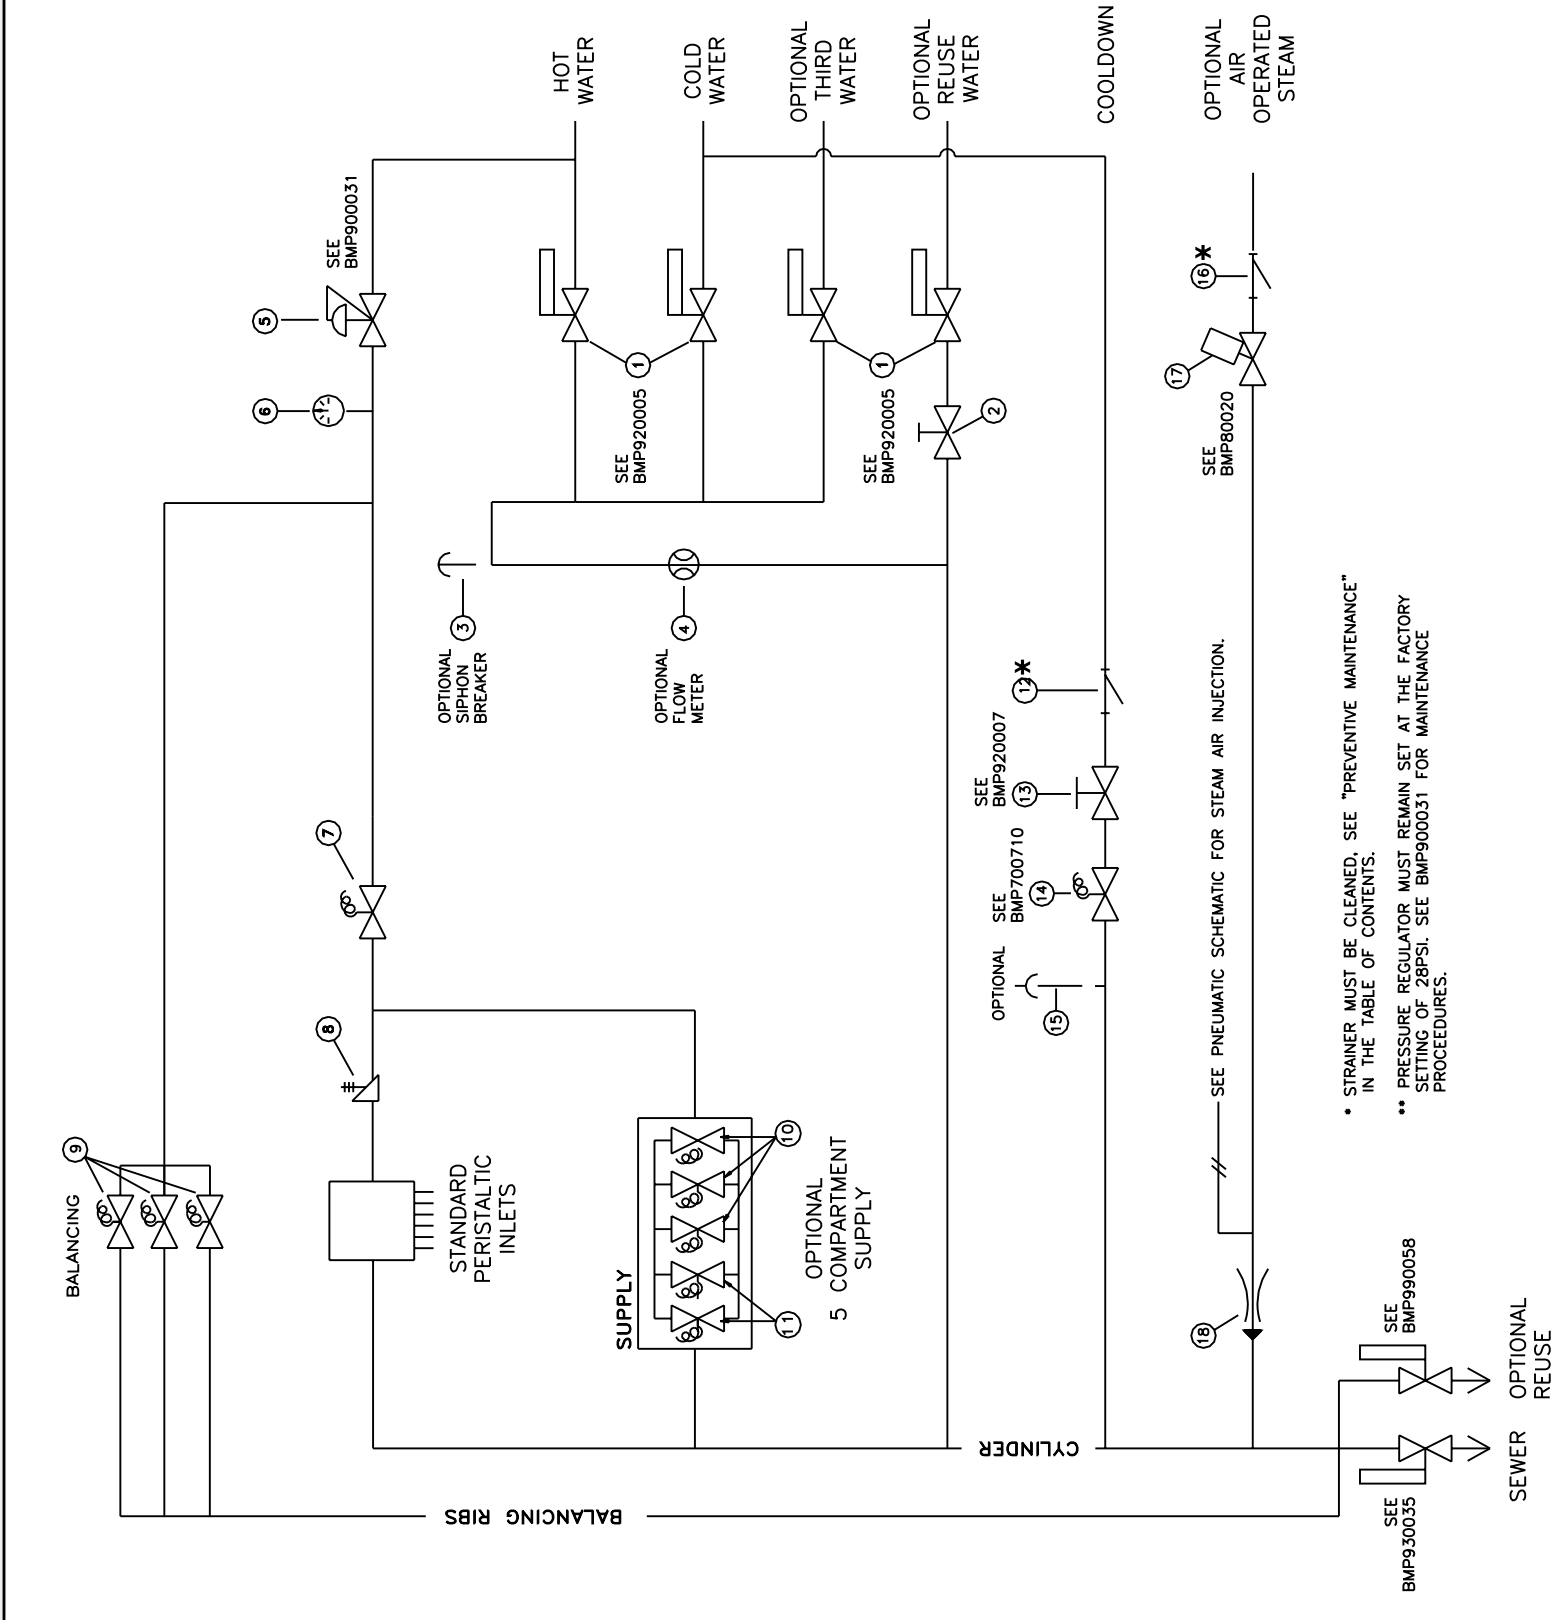 HOT
WATER
COLD
WATER
OPTIONAL
THIRD
WATER
OPTIONAL
REUSE
WATER
COOLDOWN
OPTIONAL
AIR
OPERATED
STEAM
SEE
BMP900031
5
6
1
SEE
BMP920005
1
SEE
BMP920005
2
16*
17
SEE
BMP80020
3
OPTIONAL
SIPHON
BREAKER
4
OPTIONAL
FLOW
METER
12*
SEE
BMP920007
13
SEE
BMP700710
14
OPTIONAL
15
7
8
9
BALANCING
STANDARD
PERISTALTIC
INLETS
SUPPLY
10
11
OPTIONAL
5 COMPARTMENT
SUPPLY
SEE PNEUMATIC SCHEMATIC FOR STEAM AIR INJECTION.
18
* STRAINER MUST BE CLEANED, SEE "PREVENTIVE MAINTENANCE"
IN THE TABLE OF CONTENTS.
** PRESSURE REGULATOR MUST REMAIN SET AT THE FACTORY
SETTING OF 28PSI. SEE BMP900031 FOR MAINTENANCE
PROCEEDURES.
CYLINDER
BALANCING RIBS
SEE
BMP990058
OPTIONAL
REUSE
SEE
BMP930035
SEWER